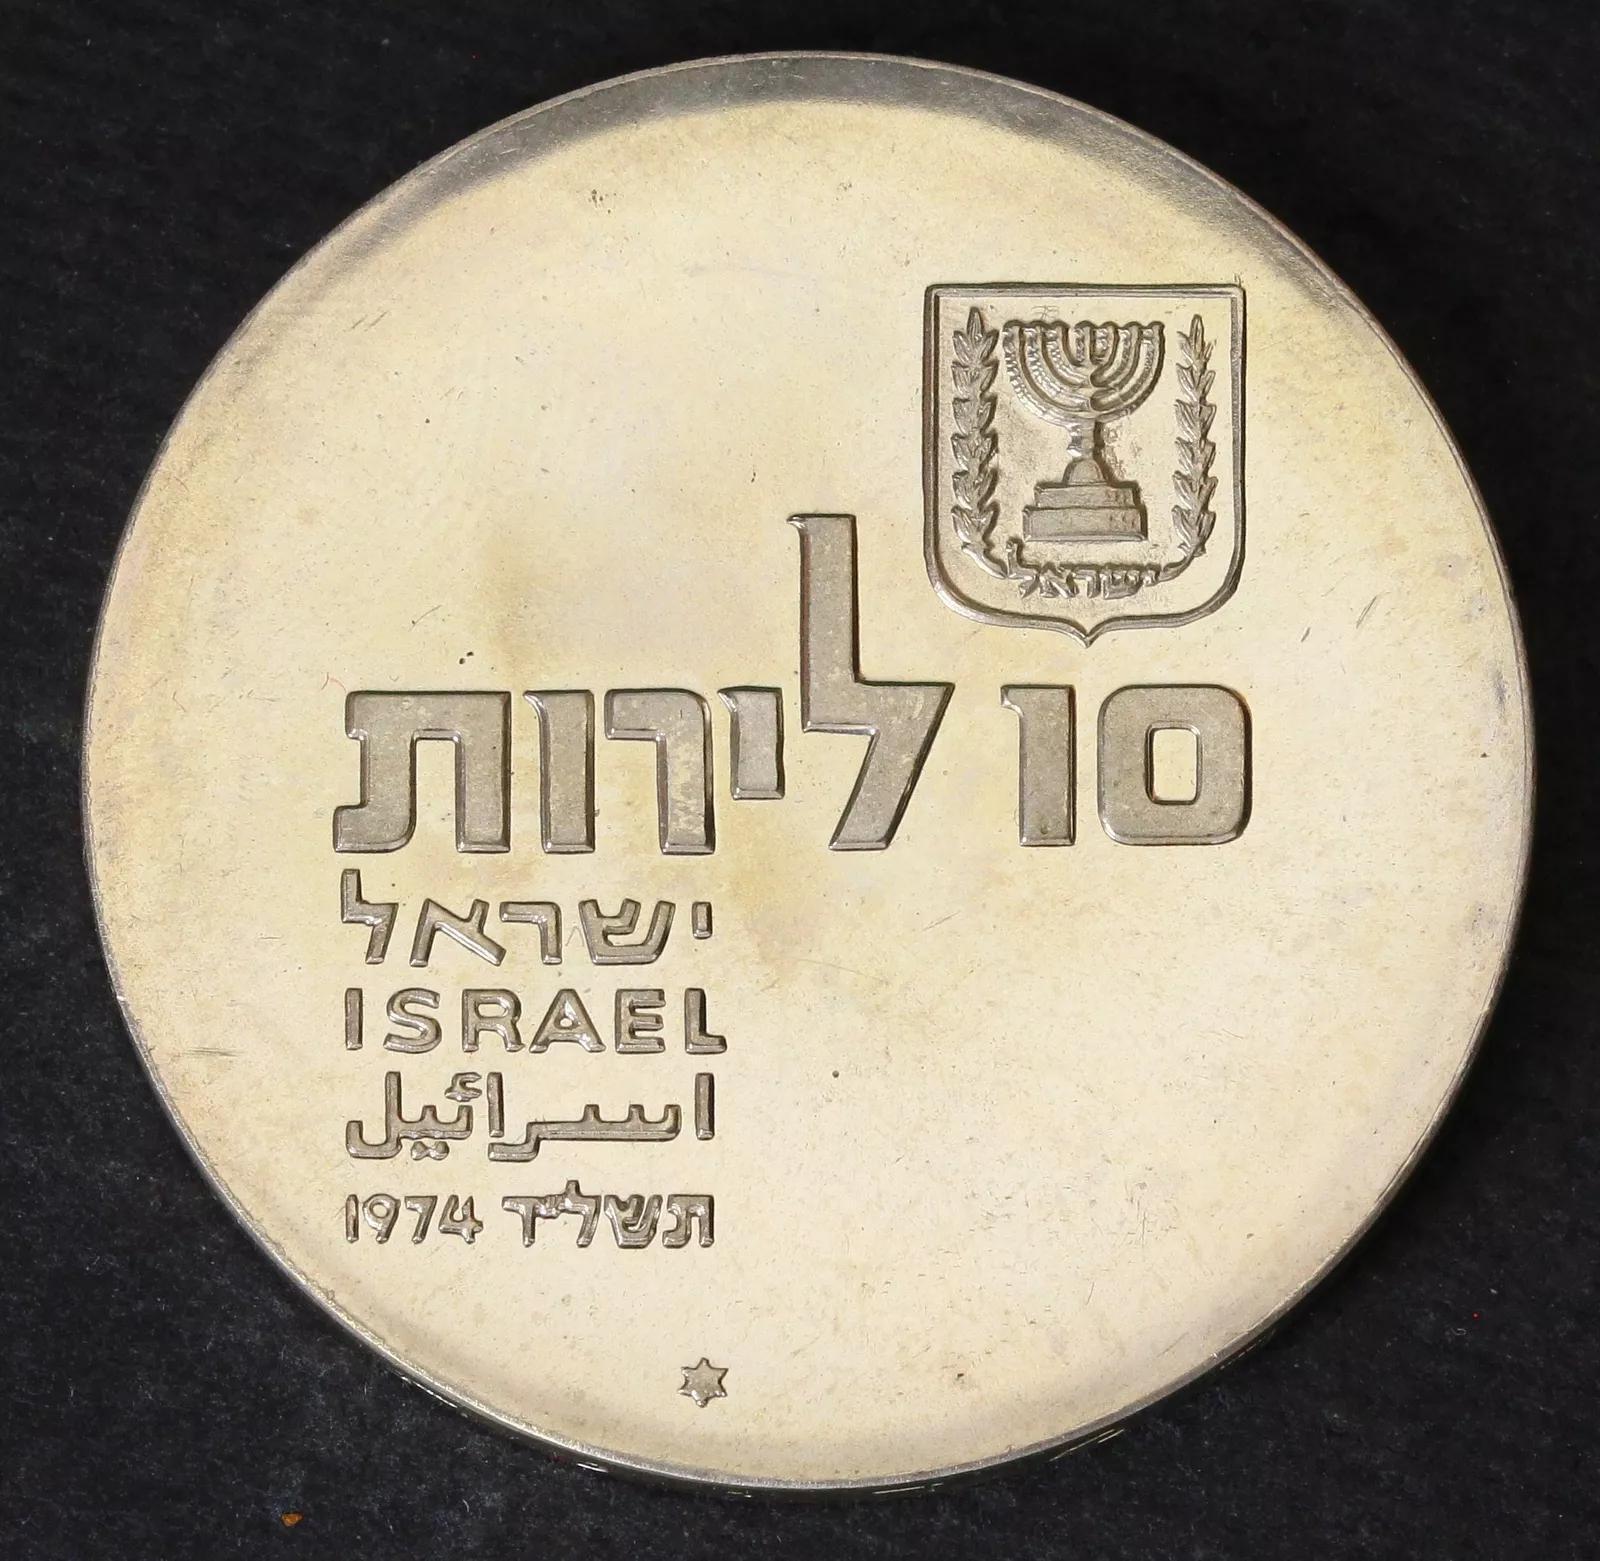 ישראל
10 לירות
ישראל
ISRAEL
اسرائيل
1974 תשל"ד